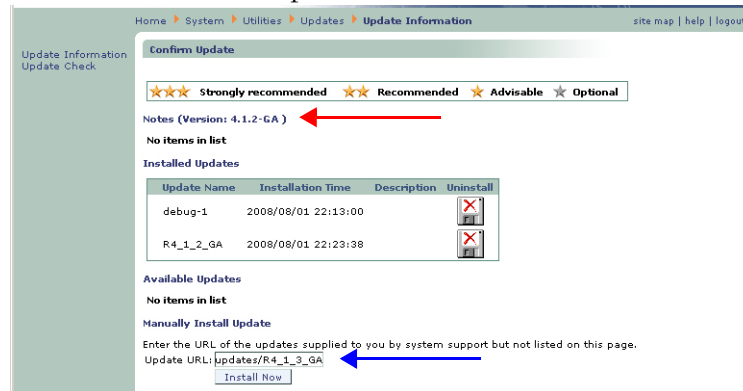 Home System Utilities Updates Update Information site map | help | logout
Update Information
Update Check
Confirm Update
Strongly recommended Recommended Advisable Optional
Notes (Version: 4.1.2-GA )
No items in list
Installed Updates
Update Name Installation Time Description Uninstall
debug-1 2008/08/01 22:13:00
R4_1_2_GA 2008/08/01 22:23:38
Available Updates
No items in list
Manually Install Update
Enter the URL of the updates supplied to you by system support but not listed on this page.
Update URL: updates/R4_1_3_GA
Install Now